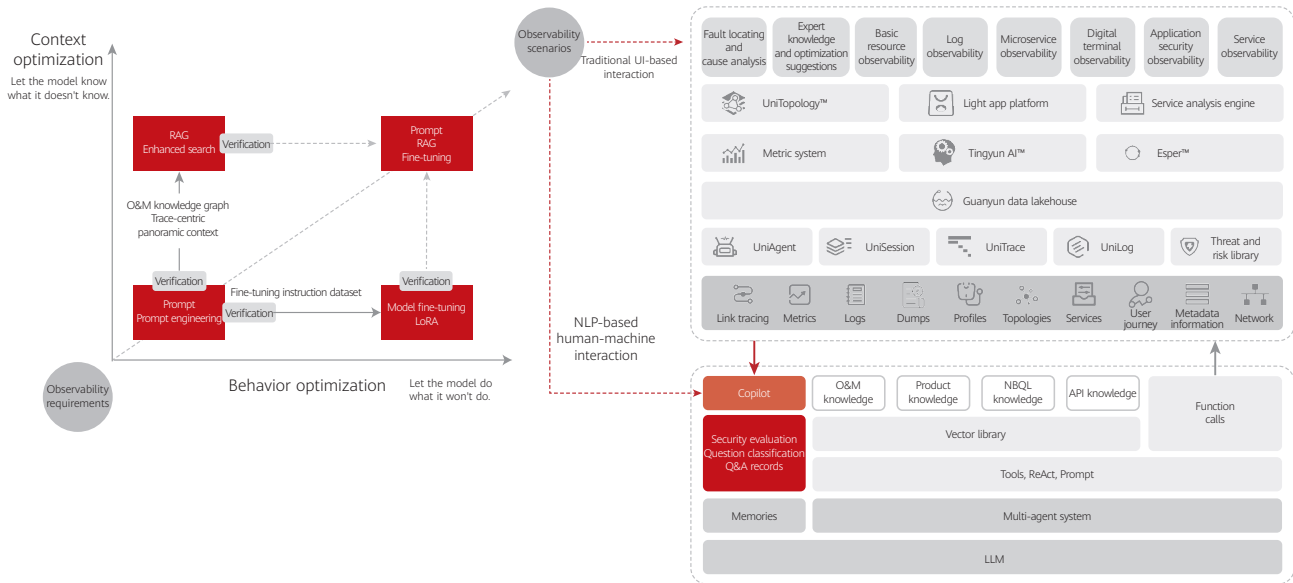 Context
optimization
Let the model know
what it doesn't know.
RAG
Enhanced search
Verification
Prompt
RAG
Fine-tuning
O&M knowledge graph
Trace-centric
panoramic context
Verification
Prompt
Prompt engineering
Verification
Fine-tuning instruction dataset
Verification
Model fine-tuning
LoRA
Observability
requirements
Behavior optimization
Let the model do
what it won't do.
Observability
scenarios
Traditional UI-based
interaction
NLP-based
human-machine
interaction
Fault locating
and
cause analysis
Expert
knowledge
and optimization
suggestions
Basic
resource
observability
Log
observability
Microservice
observability
Digital
terminal
observability
Application
security
observability
Service
observability
UniTopology™
Light app platform
Service analysis engine
Metric system
Tingyun AI™
Esper™
Guanyun data lakehouse
UniAgent
UniSession
UniTrace
UniLog
Threat and
risk library
Link tracing
Metrics
Logs
Dumps
Profiles
Topologies
Services
User
journey
Metadata
information
Network
Copilot
O&M
knowledge
Product
knowledge
NBQL
knowledge
API knowledge
Function
calls
Security evaluation
Question classification
Q&A records
Vector library
Tools, ReAct, Prompt
Memories
Multi-agent system
LLM